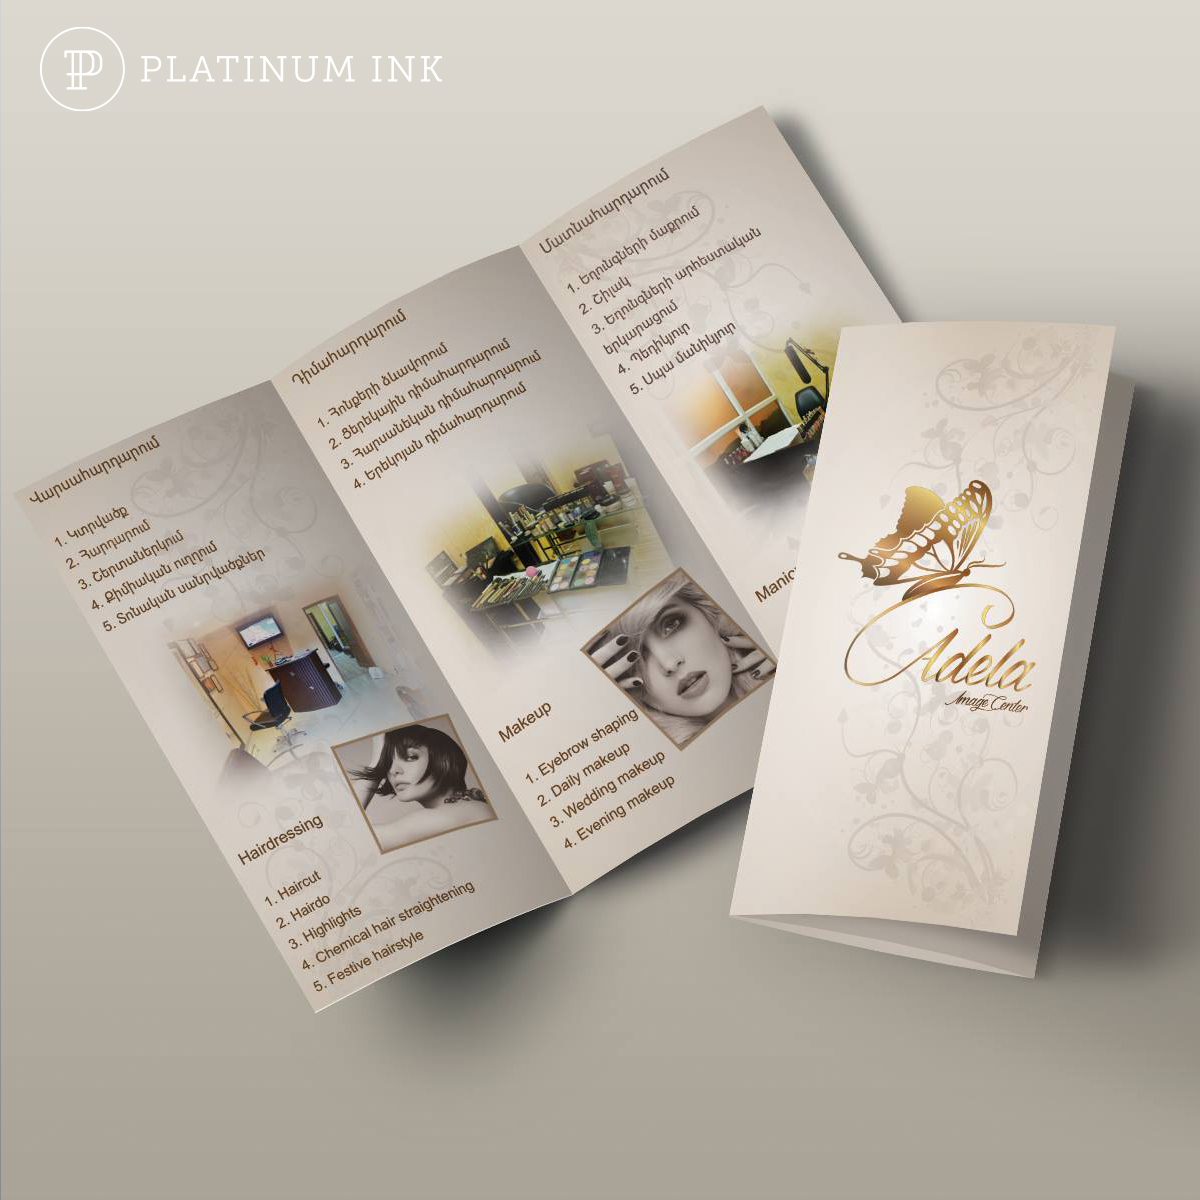 PLATINUM INK
Վարսահարդարում
1. Կտրվածք
2. Հարդարում
3. Շերտաներկում
4. Քիմիական ուղղում
5. Տոնական սանրվածքներ
Hairdressing
1. Haircut
2. Hairdo
3. Highlights
4. Chemical hair straightening
5. Festive hairstyle
Դիմահարդարում
1. Հոնքերի ձևավորում
2. Ցերեկային դիմահարդարում
3. Հարսանեկան դիմահարդարում
4. Երեկոյան դիմահարդարում
Makeup
1. Eyebrow shaping
2. Daily makeup
3. Wedding makeup
4. Evening makeup
Մատնահարդարում
1. Եղունգների մաքրում
2. Շիլակ
3. Եղունգների արհեստական
երկարացում
4. Պեդիկյուր
5. Սպա մանիկյուր
Adela
Image Center